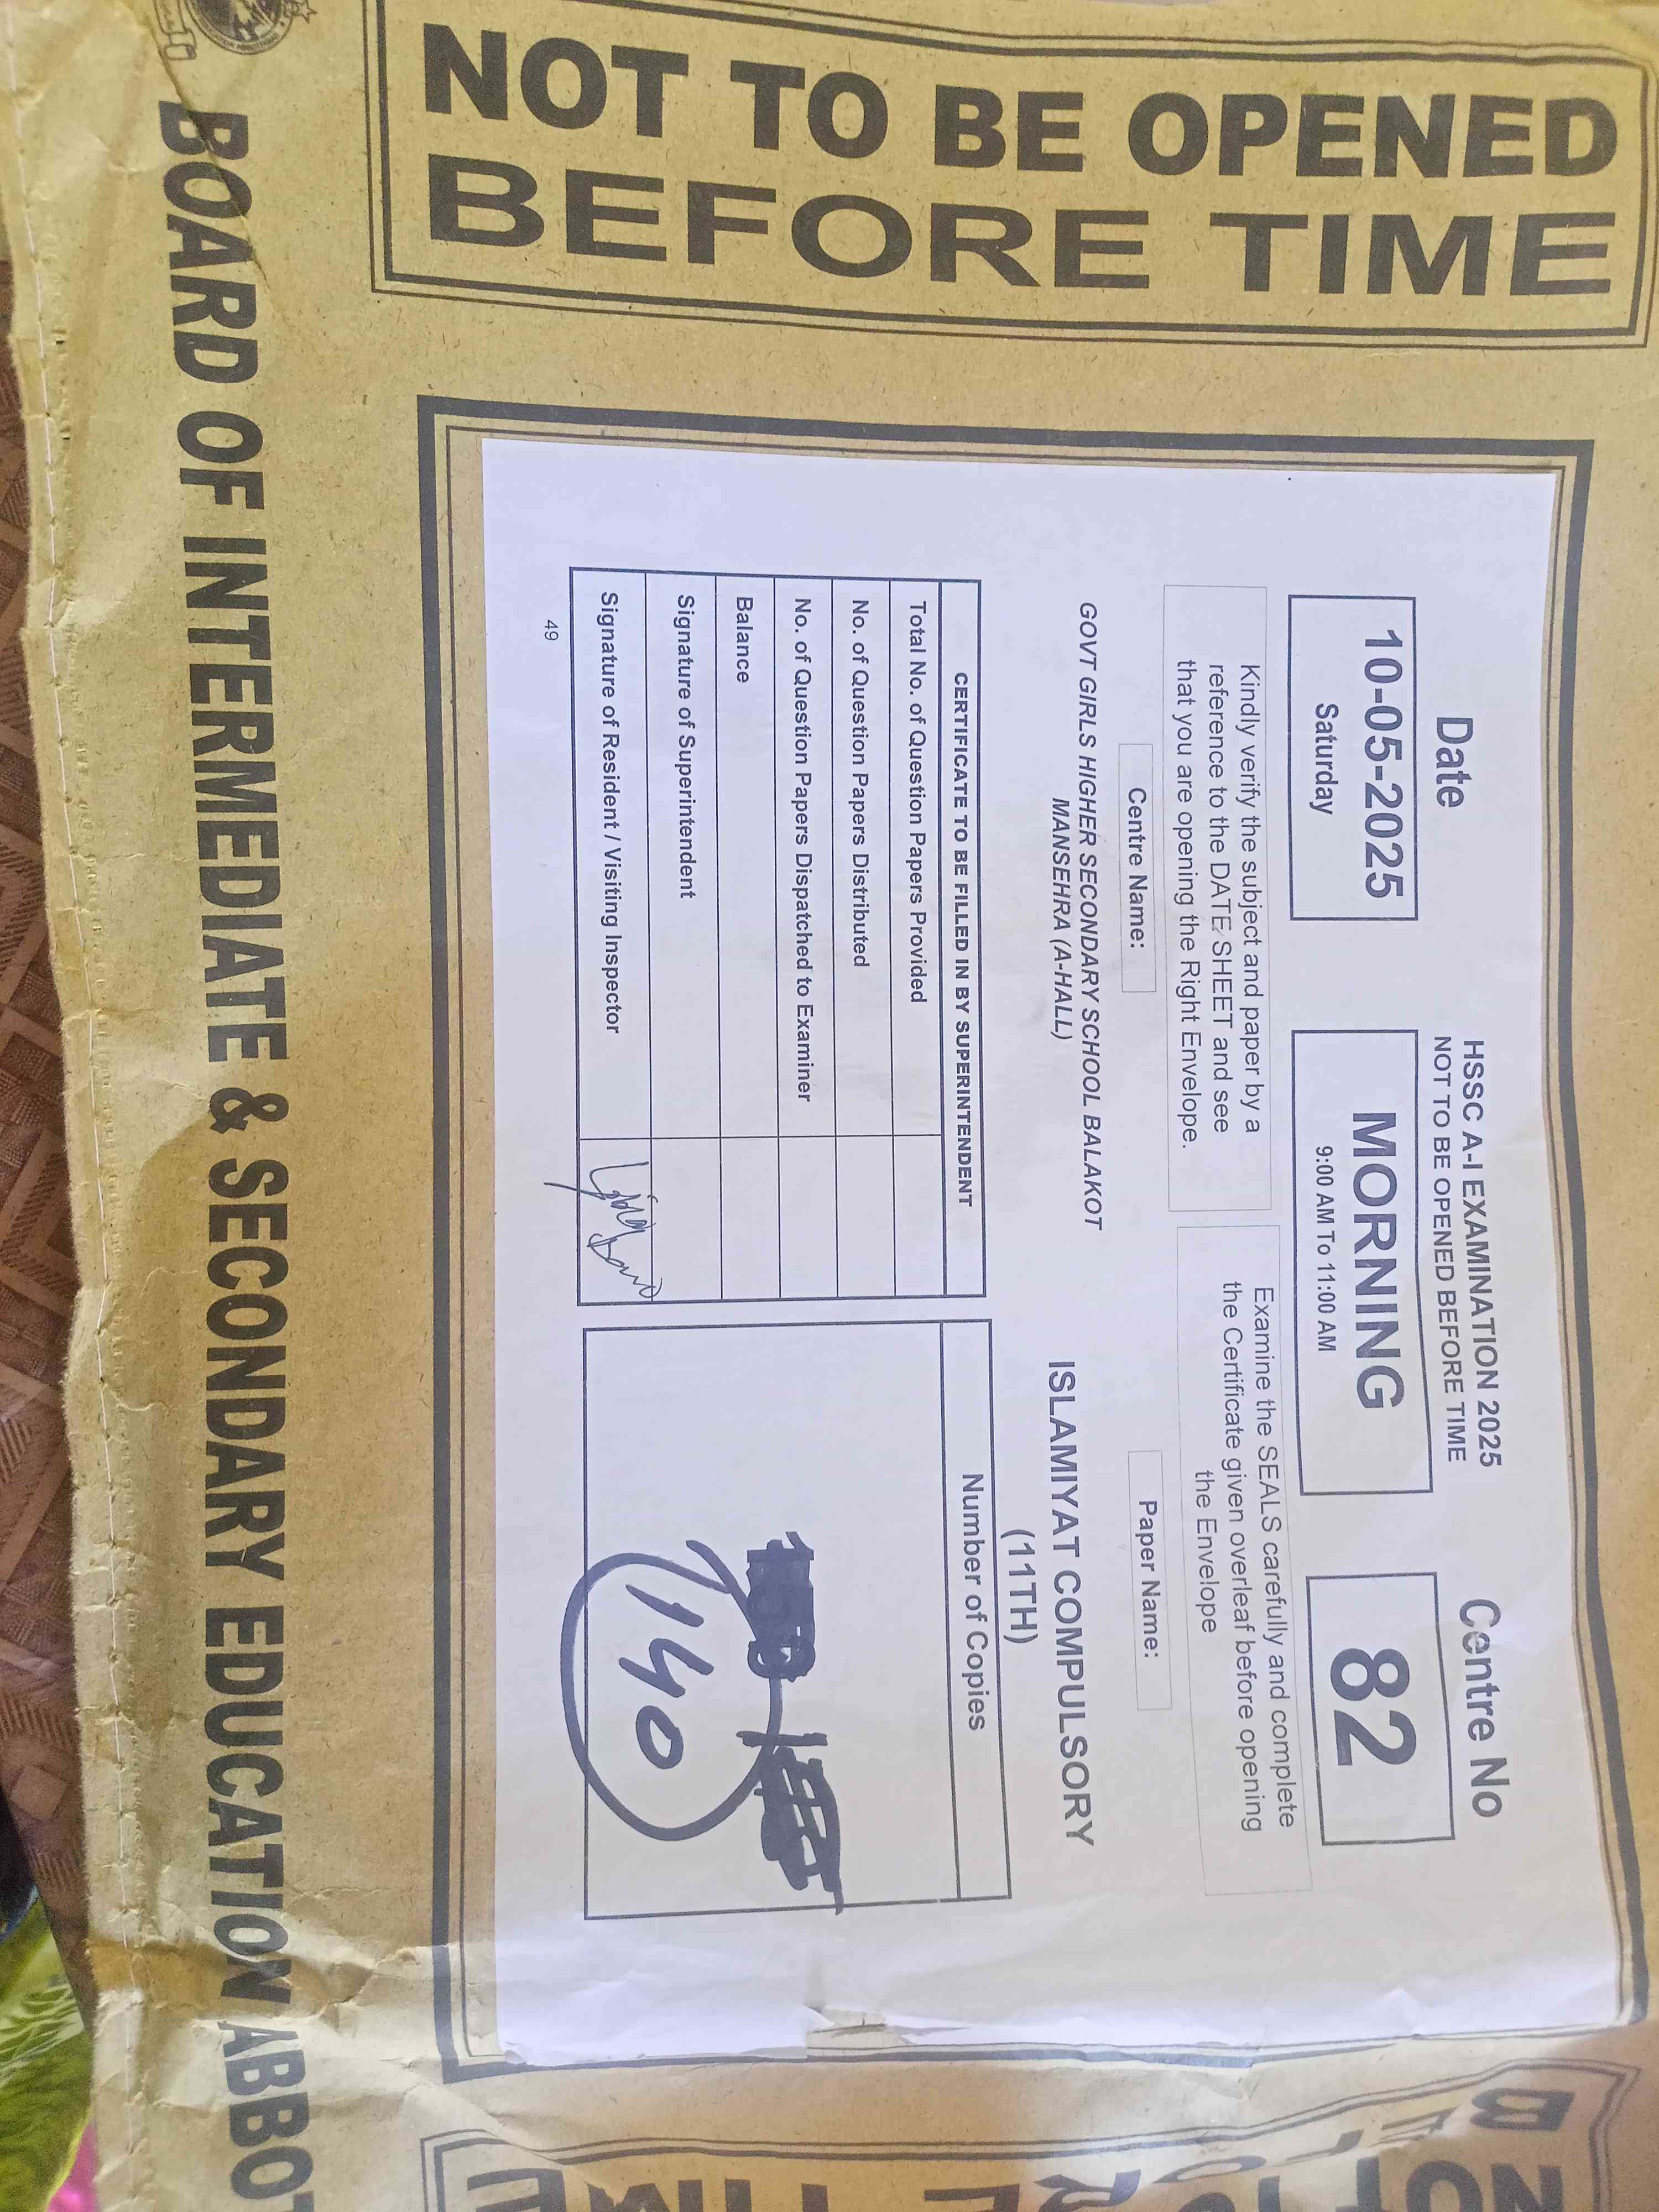 NOT TO BE OPENED
BEFORE TIME
Date
10-05-2025
Saturday
HSSC A-I EXAMINATION 2025
NOT TO BE OPENED BEFORE TIME
MORNING
9:00 AM To 11:00 AM
Centre No
82
Kindly verify the subject and paper by a
reference to the DATE SHEET and see
that you are opening the Right Envelope.
Examine the SEALS carefully and complete
the Certificate given overleaf before opening
the Envelope
Centre Name:
GOVT GIRLS HIGHER SECONDARY SCHOOL BALAKOT
MANSEHRA (A-HALL)
Paper Name:
ISLAMIYAT COMPULSORY
(11TH)
CERTIFICATE TO BE FILLED IN BY SUPERINTENDENT
Total No. of Question Papers Provided
No. of Question Papers Distributed
No. of Question Papers Dispatched to Examiner
Balance
Signature of Superintendent
Signature of Resident / Visiting Inspector
49
Number of Copies
140
BOARD OF INTERMEDIATE & SECONDARY EDUCATION ABBOT